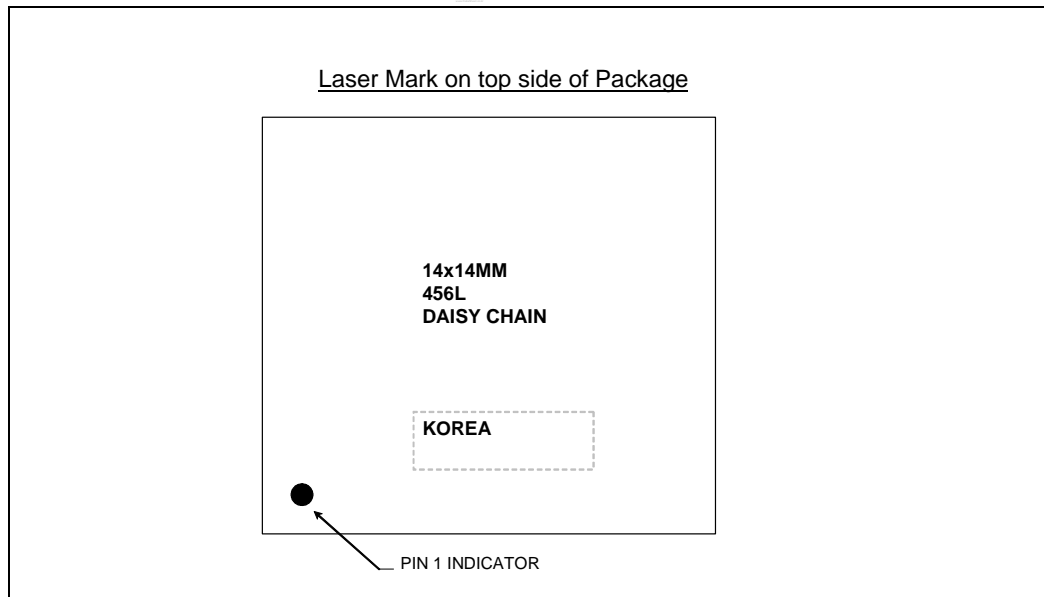 Laser Mark on top side of Package
14x14MM
456L
DAISY CHAIN
KOREA
PIN 1 INDICATOR